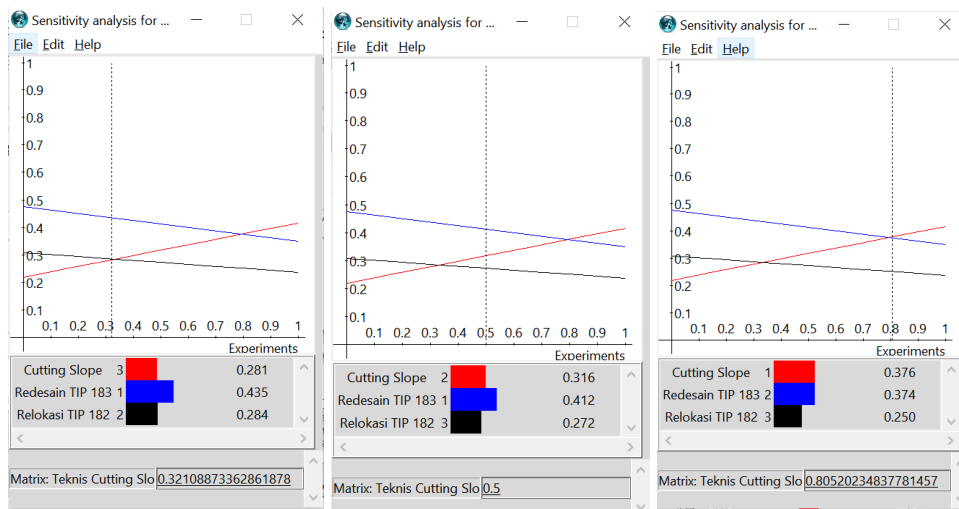 Sensitivity analysis for ...
File Edit Help
1
0.9
0.8
0.7
0.6
0.5
0.4
0.3
0.2
0.1
0.1 0.2 0.3 0.4 0.5 0.6 0.7 0.8 0.9 1
Experiments
Cutting Slope 3 0.281
Redesain TIP 183 1 0.435
Relokasi TIP 182 2 0.284
Matrix: Teknis Cutting Slo 0.32108873362861878
Sensitivity analysis for ...
File Edit Help
1
0.9
0.8
0.7
0.6
0.5
0.4
0.3
0.2
0.1
0.1 0.2 0.3 0.4 0.5 0.6 0.7 0.8 0.9 1
Experiments
Cutting Slope 2 0.316
Redesain TIP 183 1 0.412
Relokasi TIP 182 3 0.272
Matrix: Teknis Cutting Slo 0.5
Sensitivity analysis for ...
File Edit Help
1
0.9
0.8
0.7
0.6
0.5
0.4
0.3
0.2
0.1
0.1 0.2 0.3 0.4 0.5 0.6 0.7 0.8 0.9 1
Experiments
Cutting Slope 1 0.376
Redesain TIP 183 2 0.374
Relokasi TIP 182 3 0.250
Matrix: Teknis Cutting Slo 0.80520234837781457